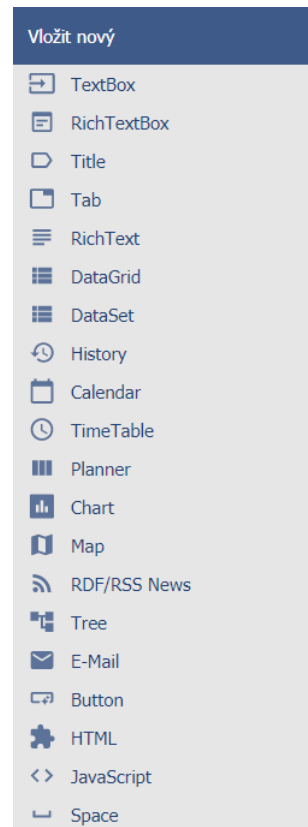 Vložit nový
TextBox
RichTextBox
Title
Tab
RichText
DataGrid
DataSet
History
Calendar
TimeTable
Planner
Chart
Map
RDF/RSS News
Tree
E-Mail
Button
HTML
JavaScript
Space